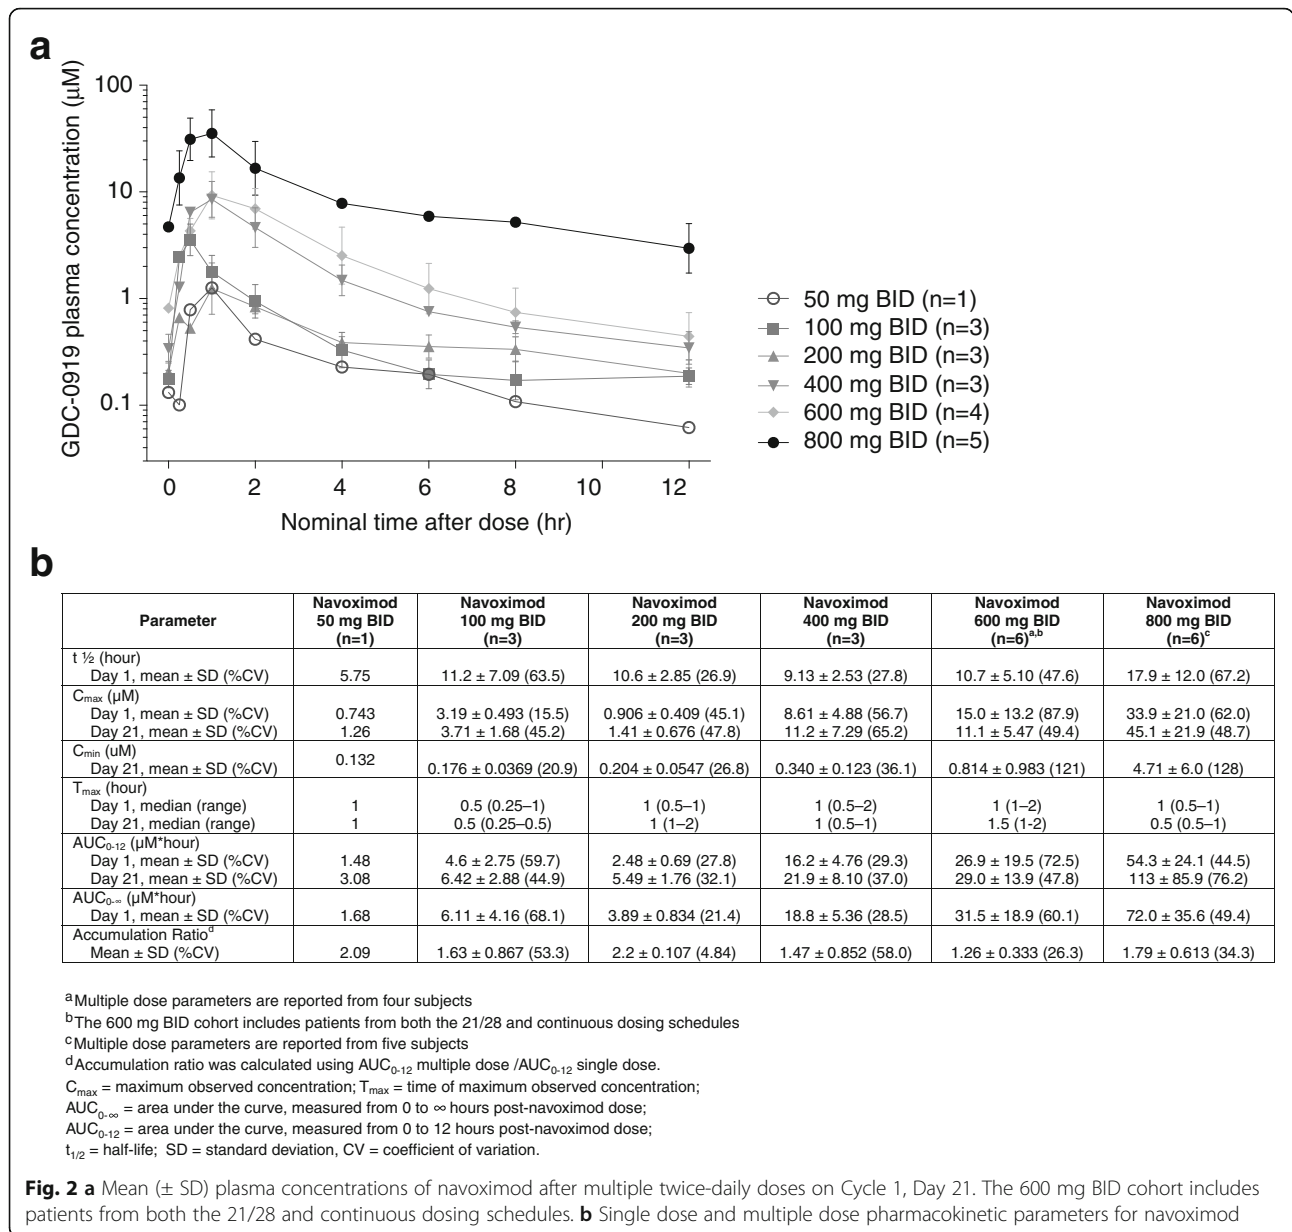 a
GDC-0919 plasma concentration (µM)
100
10
1
0.1
0 2 4 6 8 10 12
Nominal time after dose (hr)
50 mg BID (n=1)
100 mg BID (n=3)
200 mg BID (n=3)
400 mg BID (n=3)
600 mg BID (n=4)
800 mg BID (n=5)
b
Parameter | Navoximod 50 mg BID (n=1) | Navoximod 100 mg BID (n=3) | Navoximod 200 mg BID (n=3) | Navoximod 400 mg BID (n=3) | Navoximod 600 mg BID (n=6)a,b | Navoximod 800 mg BID (n=6)c
t ½ (hour)
Day 1, mean ± SD (%CV) | 5.75 | 11.2 ± 7.09 (63.5) | 10.6 ± 2.85 (26.9) | 9.13 ± 2.53 (27.8) | 10.7 ± 5.10 (47.6) | 17.9 ± 12.0 (67.2)
Cmax (µM)
Day 1, mean ± SD (%CV) | 0.743 | 3.19 ± 0.493 (15.5) | 0.906 ± 0.409 (45.1) | 8.61 ± 4.88 (56.7) | 15.0 ± 13.2 (87.9) | 33.9 ± 21.0 (62.0)
Day 21, mean ± SD (%CV) | 1.26 | 3.71 ± 1.68 (45.2) | 1.41 ± 0.676 (47.8) | 11.2 ± 7.29 (65.2) | 11.1 ± 5.47 (49.4) | 45.1 ± 21.9 (48.7)
Cmin (uM)
Day 21, mean ± SD (%CV) | 0.132 | 0.176 ± 0.0369 (20.9) | 0.204 ± 0.0547 (26.8) | 0.340 ± 0.123 (36.1) | 0.814 ± 0.983 (121) | 4.71 ± 6.0 (128)
Tmax (hour)
Day 1, median (range) | 1 | 0.5 (0.25–1) | 1 (0.5–1) | 1 (0.5–2) | 1 (1–2) | 1 (0.5–1)
Day 21, median (range) | 1 | 0.5 (0.25–0.5) | 1 (1–2) | 1 (0.5–1) | 1.5 (1-2) | 0.5 (0.5–1)
AUC0-12 (µM*hour)
Day 1, mean ± SD (%CV) | 1.48 | 4.6 ± 2.75 (59.7) | 2.48 ± 0.69 (27.8) | 16.2 ± 4.76 (29.3) | 26.9 ± 19.5 (72.5) | 54.3 ± 24.1 (44.5)
Day 21, mean ± SD (%CV) | 3.08 | 6.42 ± 2.88 (44.9) | 5.49 ± 1.76 (32.1) | 21.9 ± 8.10 (37.0) | 29.0 ± 13.9 (47.8) | 113 ± 85.9 (76.2)
AUC0-∞ (µM*hour)
Day 1, mean ± SD (%CV) | 1.68 | 6.11 ± 4.16 (68.1) | 3.89 ± 0.834 (21.4) | 18.8 ± 5.36 (28.5) | 31.5 ± 18.9 (60.1) | 72.0 ± 35.6 (49.4)
Accumulation Ratiod
Mean ± SD (%CV) | 2.09 | 1.63 ± 0.867 (53.3) | 2.2 ± 0.107 (4.84) | 1.47 ± 0.852 (58.0) | 1.26 ± 0.333 (26.3) | 1.79 ± 0.613 (34.3)
aMultiple dose parameters are reported from four subjects
bThe 600 mg BID cohort includes patients from both the 21/28 and continuous dosing schedules
cMultiple dose parameters are reported from five subjects
dAccumulation ratio was calculated using AUC0-12 multiple dose /AUC0-12 single dose.
Cmax = maximum observed concentration; Tmax = time of maximum observed concentration;
AUC0-∞ = area under the curve, measured from 0 to ∞ hours post-navoximod dose;
AUC0-12 = area under the curve, measured from 0 to 12 hours post-navoximod dose;
t1/2 = half-life; SD = standard deviation, CV = coefficient of variation.
Fig. 2 a Mean (± SD) plasma concentrations of navoximod after multiple twice-daily doses on Cycle 1, Day 21. The 600 mg BID cohort includes
patients from both the 21/28 and continuous dosing schedules. b Single dose and multiple dose pharmacokinetic parameters for navoximod